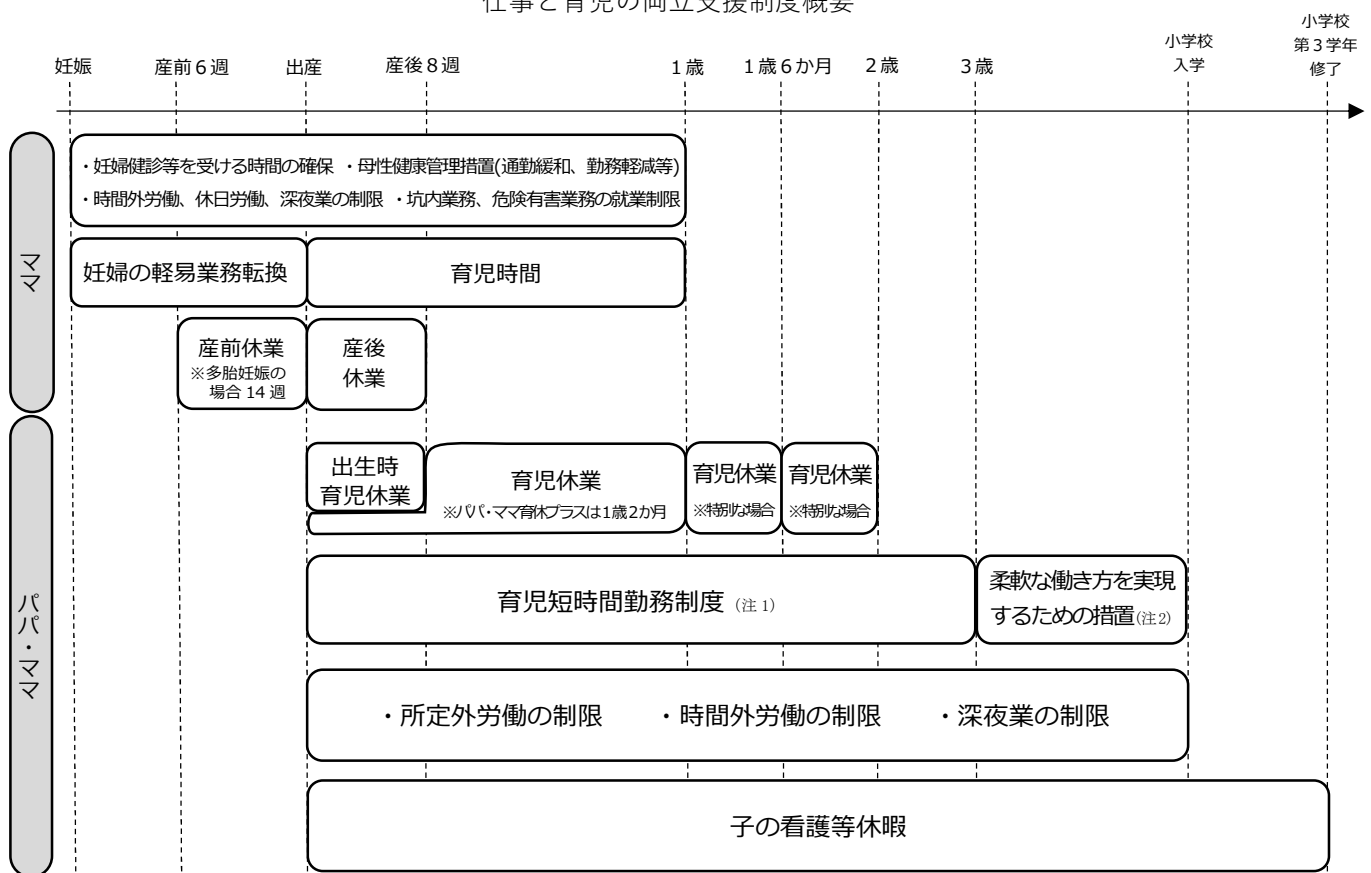 仕事と育児の両立支援制度概要
小学校
第3学年
修了
小学校
入学
妊娠 産前6週 出産 産後8週 1歳 1歳6か月 2歳 3歳
ママ
・妊婦健診等を受ける時間の確保 ・母性健康管理措置(通勤緩和、勤務軽減等)
・時間外労働、休日労働、深夜業の制限 ・坑内業務、危険有害業務の就業制限
妊婦の軽易業務転換
育児時間
産前休業
※多胎妊娠の
場合14週
産後
休業
パパ・ママ
出生時
育児休業
育児休業
※パパ・ママ育休プラスは1歳2か月
育児休業
※特別な場合
育児休業
※特別な場合
育児短時間勤務制度(注1)
柔軟な働き方を実現
するための措置(注2)
・所定外労働の制限 ・時間外労働の制限 ・深夜業の制限
子の看護等休暇